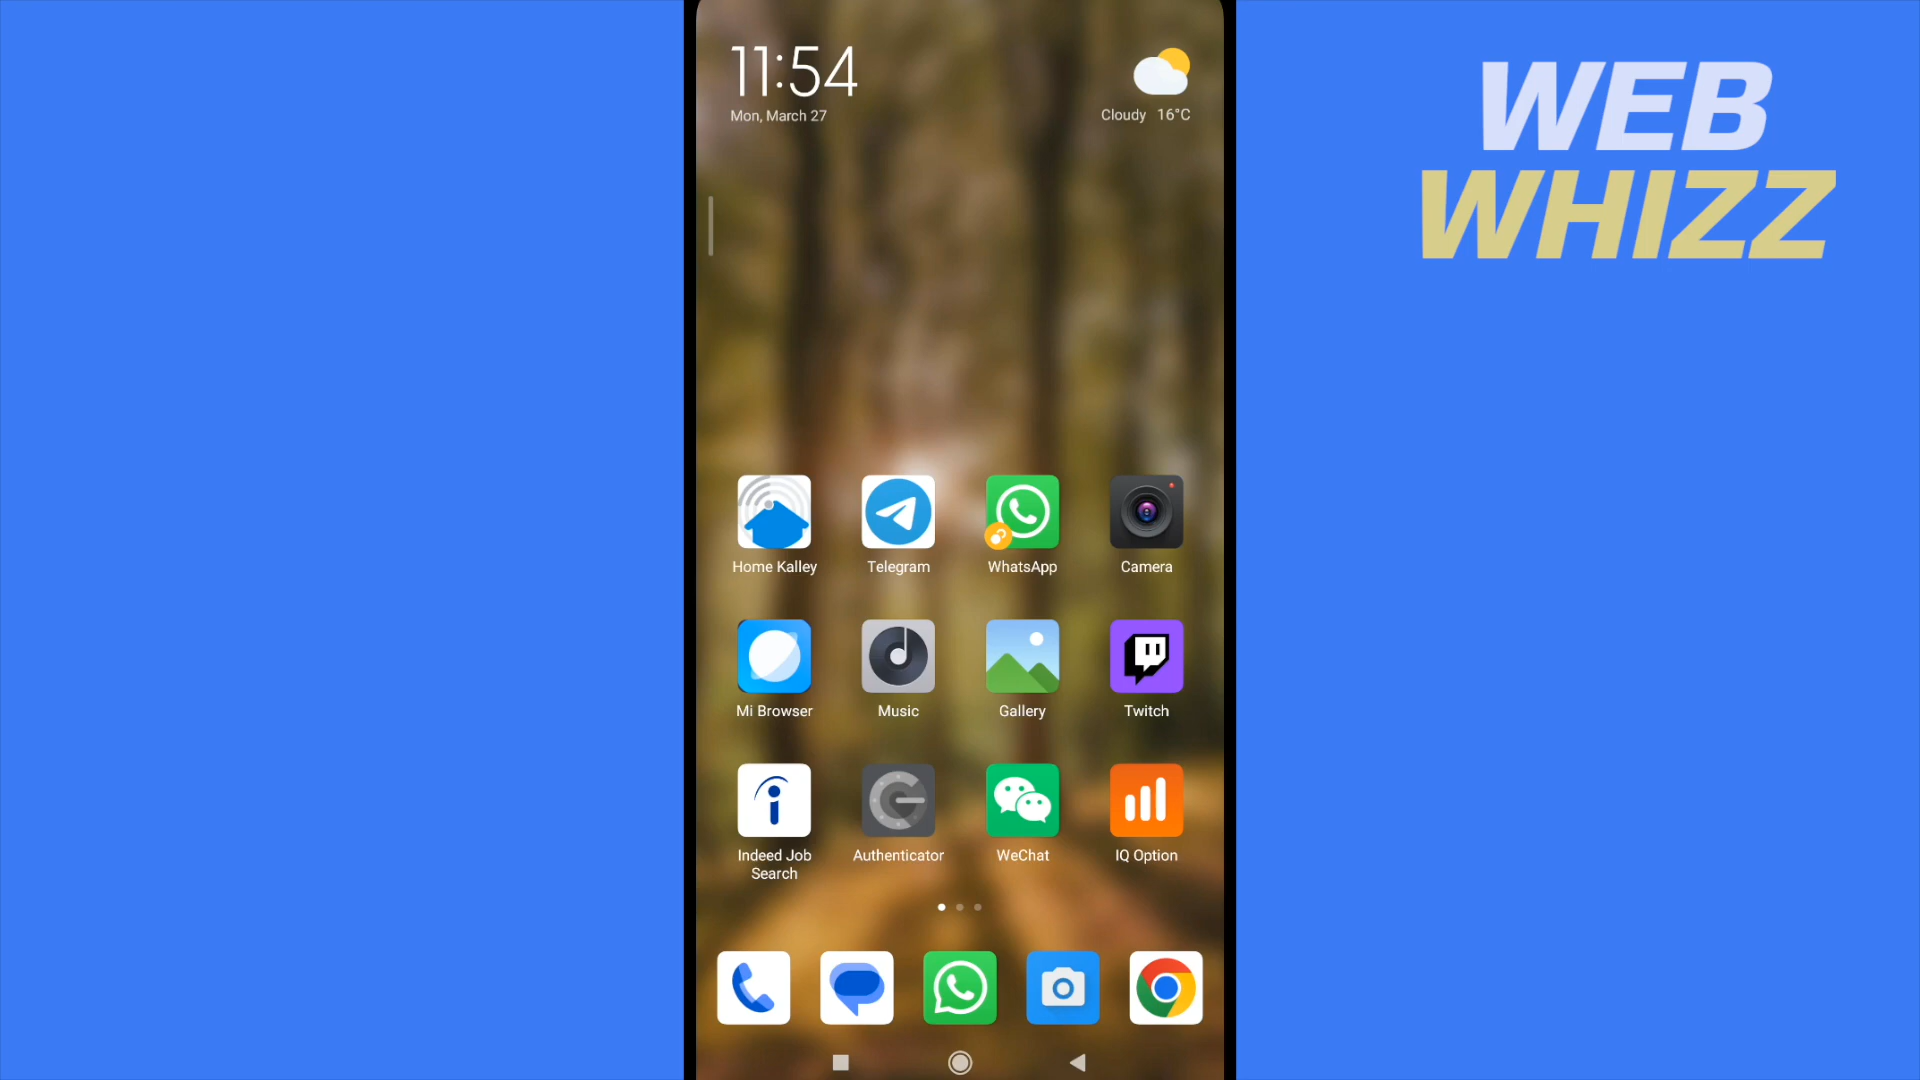 11:54
Mon, March 27
Cloudy 16°C
WEB
WHIZZ
Home Kalley
Telegram
WhatsApp
Camera
Mi Browser
Music
Gallery
Twitch
Indeed Job
Search
Authenticator
WeChat
IQ Option